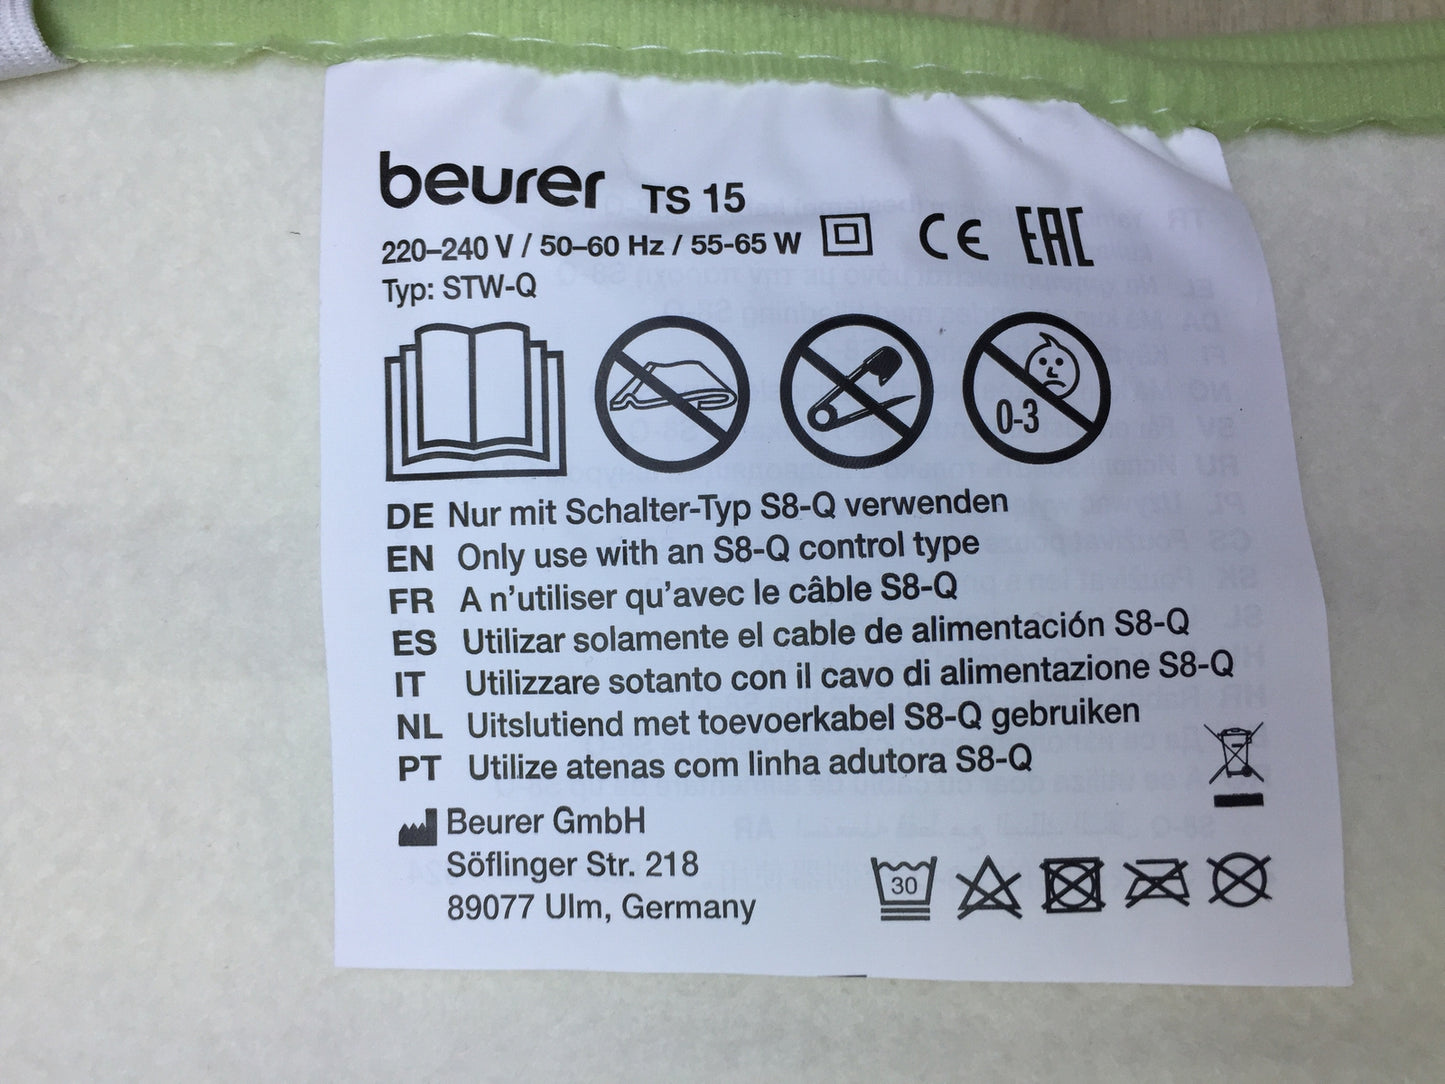 beurer TS 15
220–240 V / 50–60 Hz / 55-65 W CE EAC
Typ: STW-Q
0-3
DE Nur mit Schalter-Typ S8-Q verwenden
EN Only use with an S8-Q control type
FR A n’utiliser qu’avec le câble S8-Q
ES Utilizar solamente el cable de alimentación S8-Q
IT Utilizzare sotanto con il cavo di alimentazione S8-Q
NL Uitslutiend met toevoerkabel S8-Q gebruiken
PT Utilize atenas com linha adutora S8-Q
Beurer GmbH
Söflinger Str. 218
89077 Ulm, Germany
30